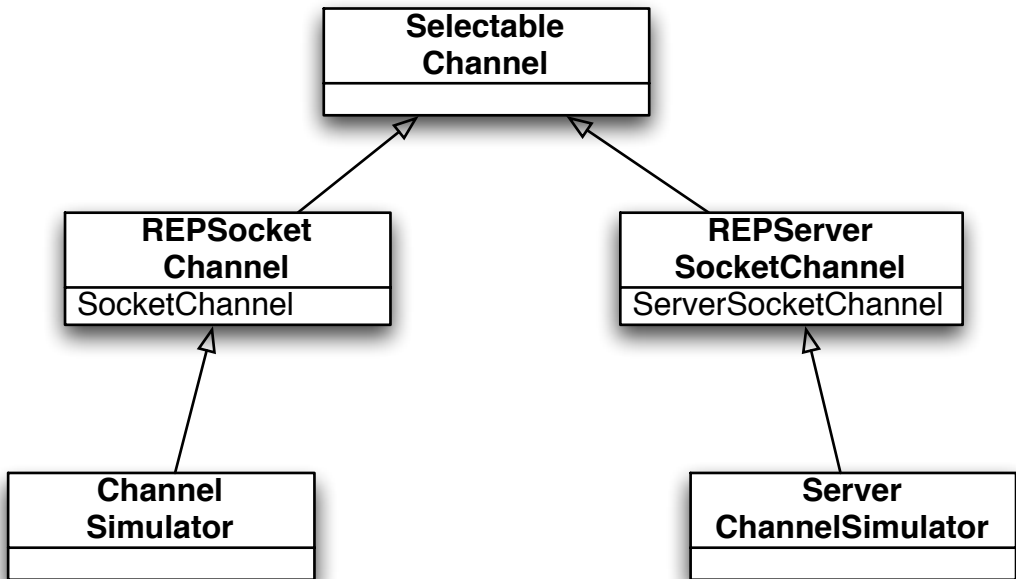 Selectable
Channel
REPSocket
Channel
SocketChannel
REPServer
SocketChannel
ServerSocketChannel
Channel
Simulator
Server
ChannelSimulator